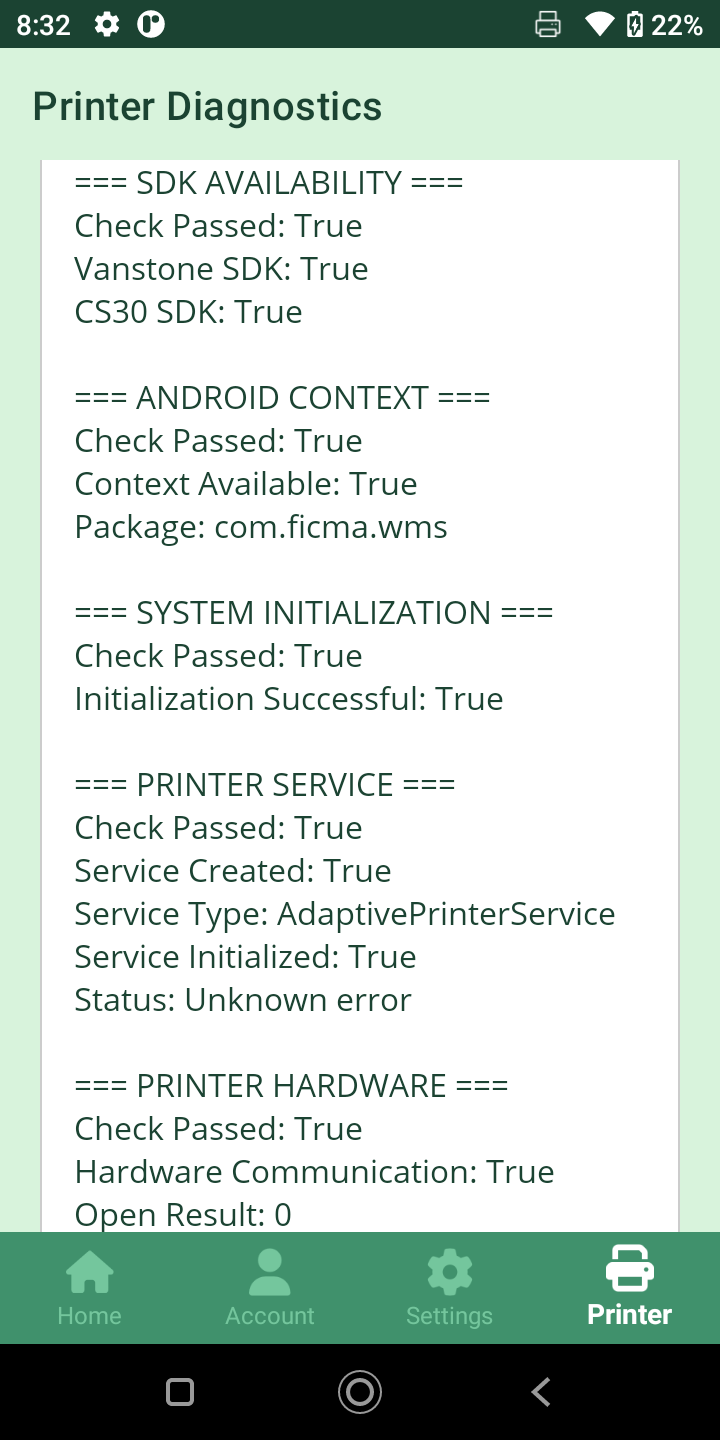 8:32
22%
Printer Diagnostics
=== SDK AVAILABILITY ===
Check Passed: True
Vanstone SDK: True
CS30 SDK: True
=== ANDROID CONTEXT ===
Check Passed: True
Context Available: True
Package: com.ficma.wms
=== SYSTEM INITIALIZATION ===
Check Passed: True
Initialization Successful: True
=== PRINTER SERVICE ===
Check Passed: True
Service Created: True
Service Type: AdaptivePrinterService
Service Initialized: True
Status: Unknown error
=== PRINTER HARDWARE ===
Check Passed: True
Hardware Communication: True
Open Result: 0
Home
Account
Settings
Printer